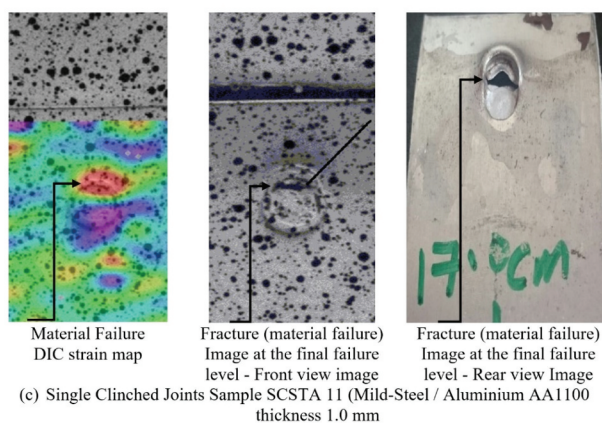 17.0cm
Material Failure
DIC strain map
Fracture (material failure)
Image at the final failure
level - Front view image
Fracture (material failure)
Image at the final failure
level - Rear view Image
(c) Single Clinched Joints Sample SCSTA 11 (Mild-Steel / Aluminium AA1100
thickness 1.0 mm